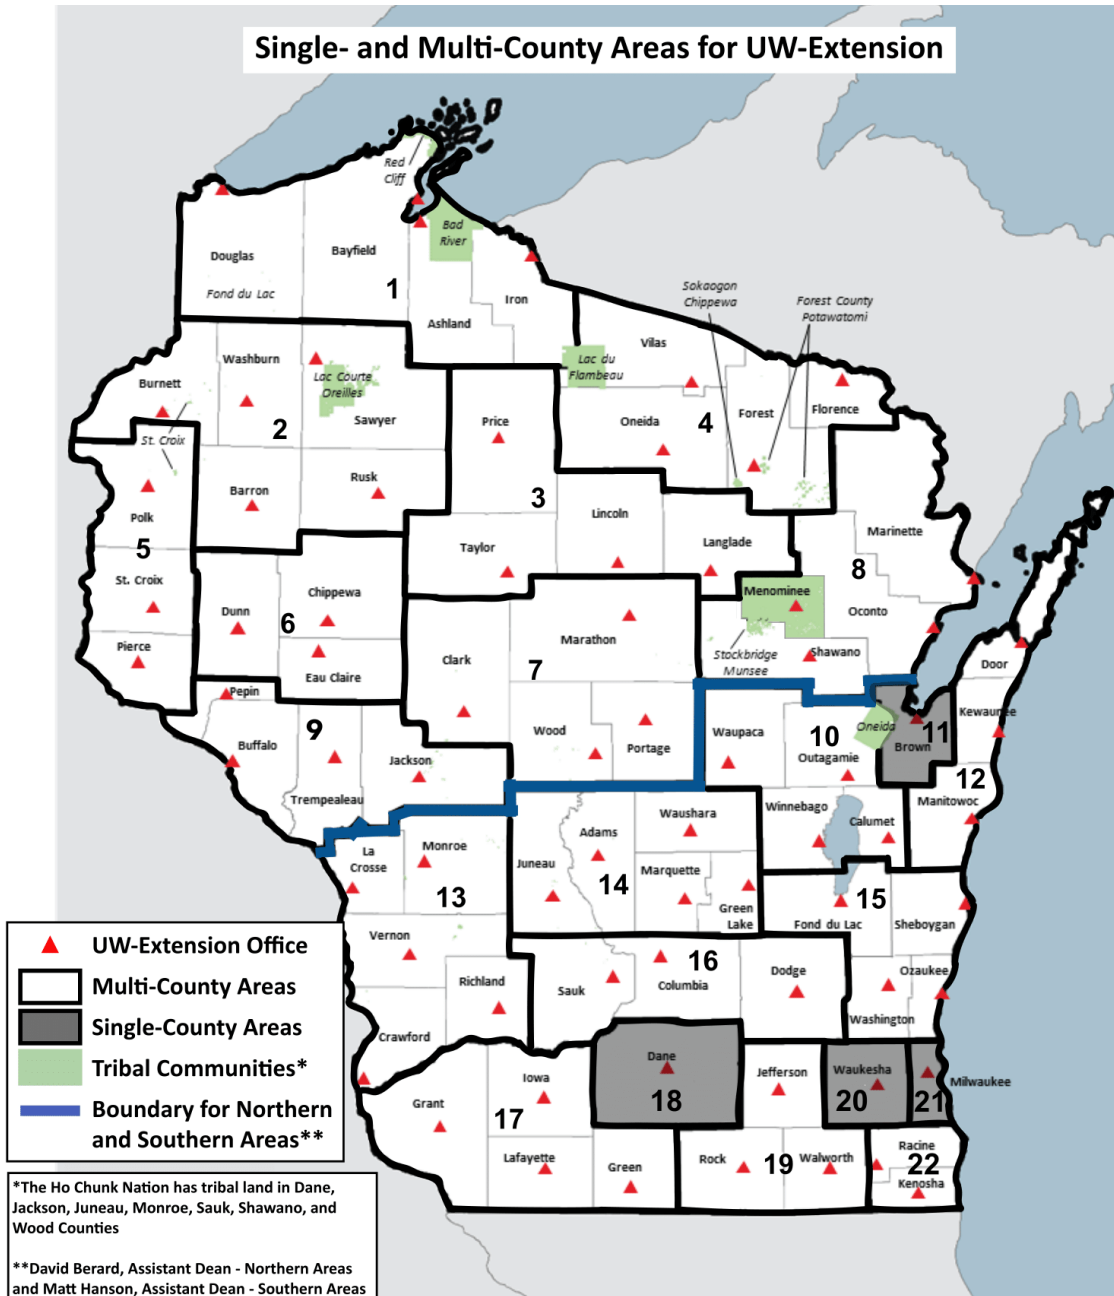 Single- and Multi-County Areas for UW-Extension
Red
Cliff
Bad
River
Douglas
Bayfield
Fond du Lac
1
Iron
Ashland
Sokaogon
Chippewa
Forest County
Potawatomi
Vilas
Lac du
Flambeau
Washburn
Burnett
Lac Courte
Oreilles
Sawyer
2
St. Croix
Price
Oneida
4
Forest
Florence
Barron
Rusk
3
Lincoln
Polk
5
St. Croix
Pierce
Taylor
Langlade
Marinette
8
Oconto
Menominee
Stockbridge
Munsee
Shawano
Dunn
Chippewa
6
Eau Claire
Clark
Marathon
7
Wood
Portage
Door
Kewaunee
Pepin
Buffalo
9
Trempealeau
Jackson
Waupaca
10
Outagamie
Oneida
11
Brown
12
Manitowoc
Winnebago
Calumet
La
Crosse
Monroe
13
Juneau
Adams
Waushara
14
Marquette
Green
Lake
15
Fond du Lac
Sheboygan
Vernon
Richland
Crawford
Sauk
16
Columbia
Dodge
Ozaukee
Washington
Dane
18
Iowa
Grant
17
Lafayette
Green
Jefferson
Waukesha
20
21
Milwaukee
Rock
19
Walworth
Racine
22
Kenosha
UW-Extension Office
Multi-County Areas
Single-County Areas
Tribal Communities*
Boundary for Northern
and Southern Areas**
*The Ho Chunk Nation has tribal land in Dane,
Jackson, Juneau, Monroe, Sauk, Shawano, and
Wood Counties
**David Berard, Assistant Dean - Northern Areas
and Matt Hanson, Assistant Dean - Southern Areas